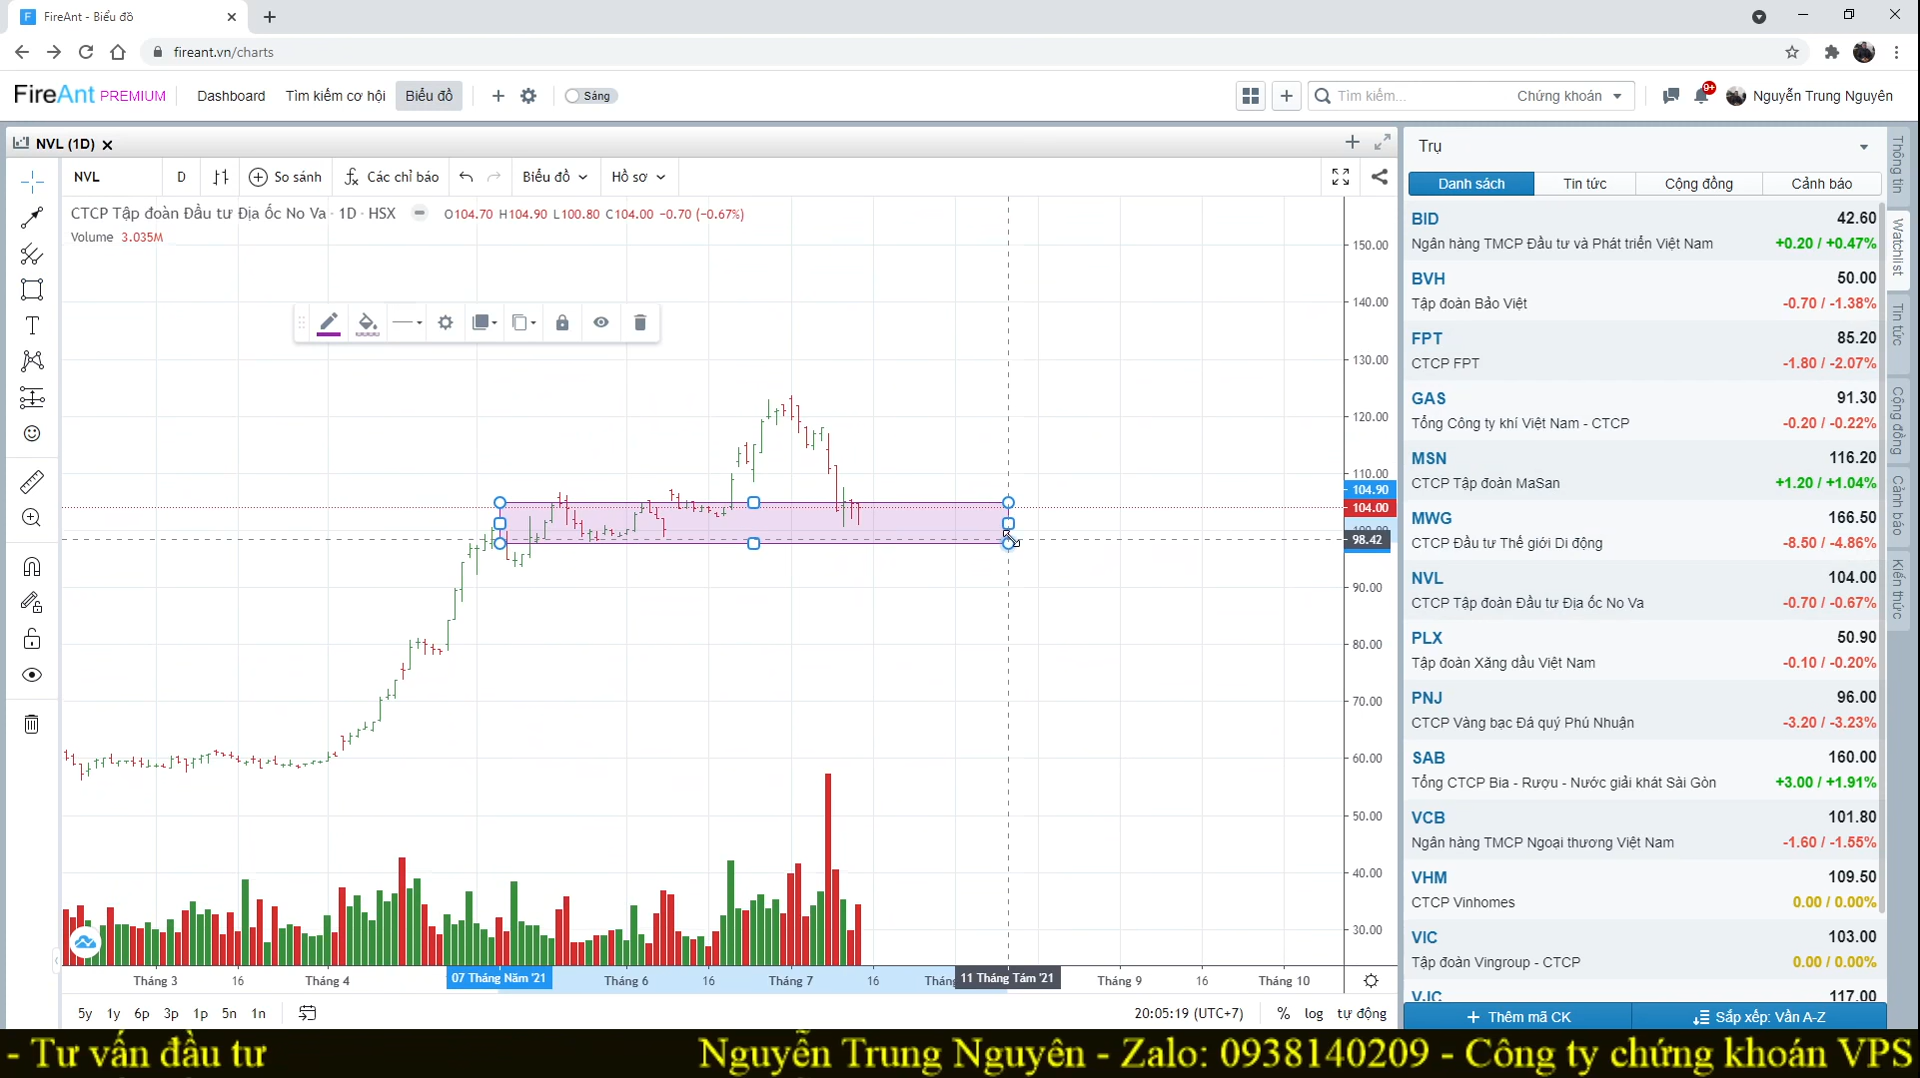 FireAnt - Biểu đồ
fireant.vn/charts
FireAnt PREMIUM
Dashboard
Tìm kiếm cơ hội
Biểu đồ
Sáng
Tìm kiếm...
Chứng khoán
9+
Nguyễn Trung Nguyên
NVL (1D)
NVL
D
So sánh
Các chỉ báo
Biểu đồ
Hồ sơ
CTCP Tập đoàn Đầu tư Địa ốc No Va · 1D · HSX
O104.70 H104.90 L100.80 C104.00 −0.70 (−0.67%)
Volume 3.035M
150.00
140.00
130.00
120.00
110.00
104.90
104.00
98.42
90.00
80.00
70.00
60.00
50.00
40.00
30.00
Tháng 3
16
Tháng 4
07 Tháng Năm '21
Tháng 6
16
Tháng 7
16
11 Tháng Tám '21
Tháng 9
16
Tháng 10
5y 1y 6p 3p 1p 5n 1n
20:05:19 (UTC+7)
% log tự động
Trụ
Danh sách
Tin tức
Cộng đồng
Cảnh báo
BID 42.60
Ngân hàng TMCP Đầu tư và Phát triển Việt Nam +0.20 / +0.47%
BVH 50.00
Tập đoàn Bảo Việt -0.70 / -1.38%
FPT 85.20
CTCP FPT -1.80 / -2.07%
GAS 91.30
Tổng Công ty khí Việt Nam - CTCP -0.20 / -0.22%
MSN 116.20
CTCP Tập đoàn MaSan +1.20 / +1.04%
MWG 166.50
CTCP Đầu tư Thế giới Di động -8.50 / -4.86%
NVL 104.00
CTCP Tập đoàn Đầu tư Địa ốc No Va -0.70 / -0.67%
PLX 50.90
Tập đoàn Xăng dầu Việt Nam -0.10 / -0.20%
PNJ 96.00
CTCP Vàng bạc Đá quý Phú Nhuận -3.20 / -3.23%
SAB 160.00
Tổng CTCP Bia - Rượu - Nước giải khát Sài Gòn +3.00 / +1.91%
VCB 101.80
Ngân hàng TMCP Ngoại thương Việt Nam -1.60 / -1.55%
VHM 109.50
CTCP Vinhomes 0.00 / 0.00%
VIC 103.00
Tập đoàn Vingroup - CTCP 0.00 / 0.00%
VJC 117.00
Thêm mã CK
Sắp xếp: Vần A-Z
Thông tin
Watchlist
Tin tức
Cộng đồng
Cảnh báo
Kiến thức
- Tư vấn đầu tư
Nguyễn Trung Nguyên - Zalo: 0938140209 - Công ty chứng khoán VPS